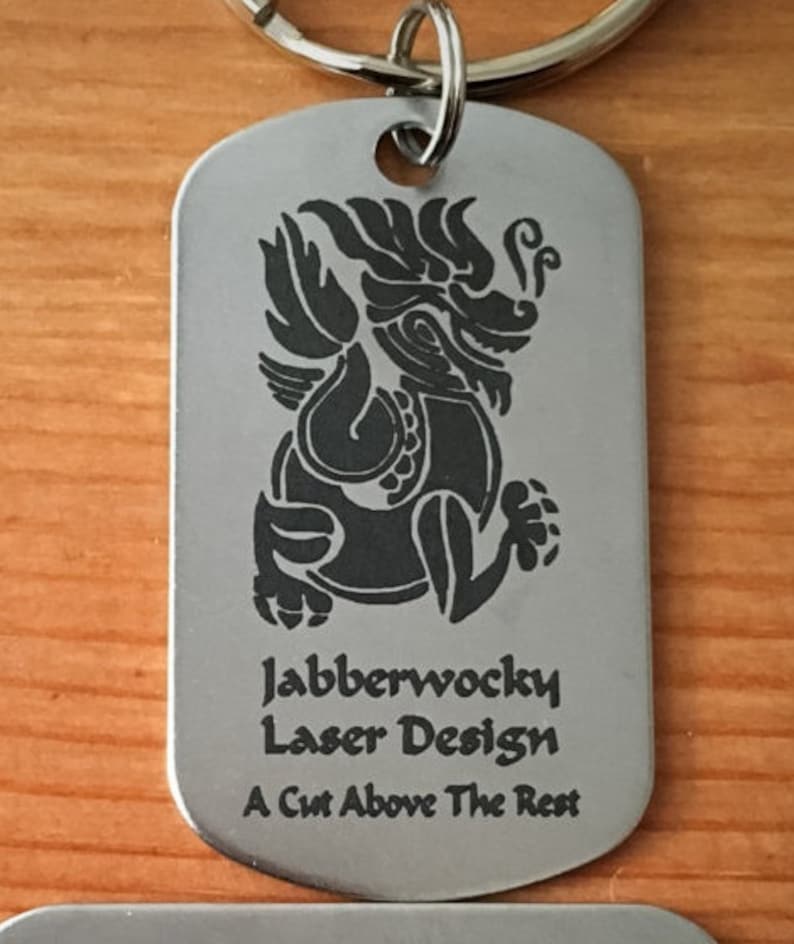 Jabberwocky
Laser Design
A Cut Above The Rest